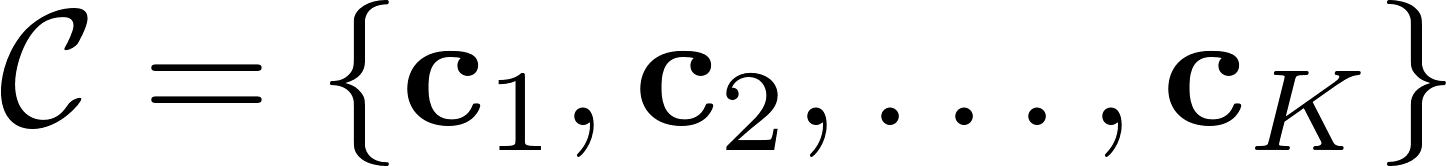 𝒞 = {𝐜₁, 𝐜₂, . . . , 𝐜_K}